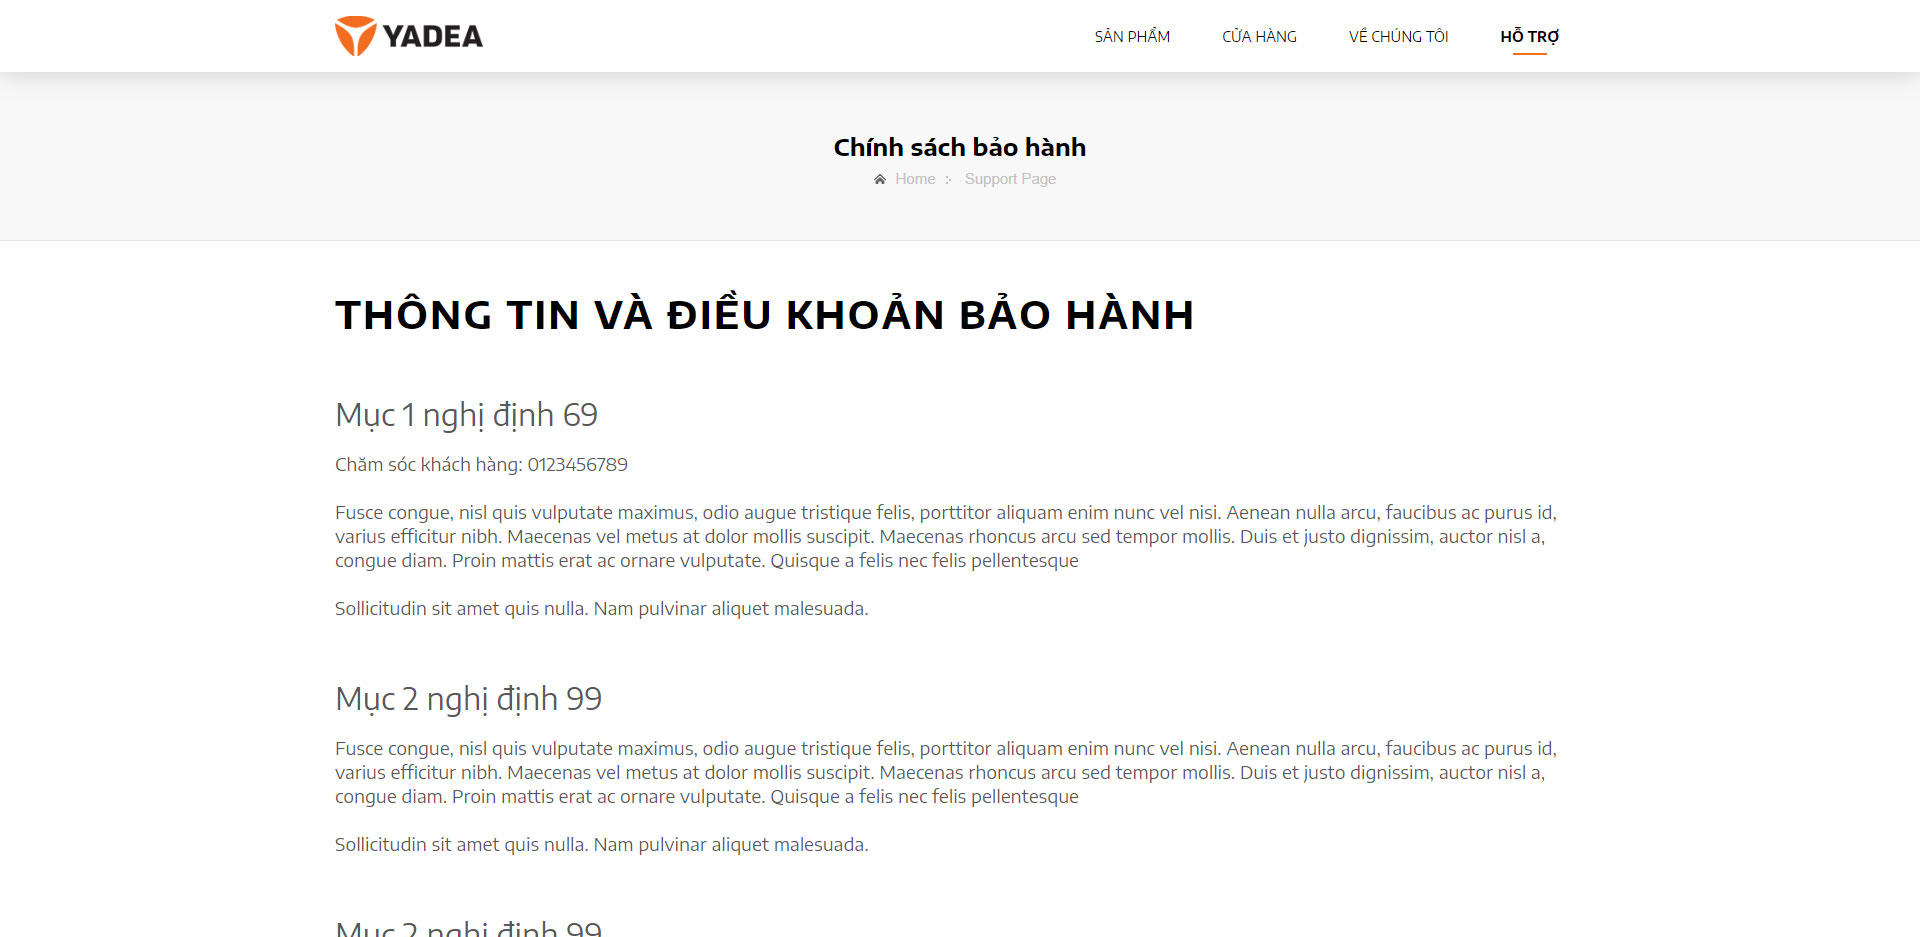 YADEA
SẢN PHẨM
CỬA HÀNG
VỀ CHÚNG TÔI
HỖ TRỢ
Chính sách bảo hành
Home :· Support Page
THÔNG TIN VÀ ĐIỀU KHOẢN BẢO HÀNH
Mục 1 nghị định 69
Chăm sóc khách hàng: 0123456789
Fusce congue, nisl quis vulputate maximus, odio augue tristique felis, porttitor aliquam enim nunc vel nisi. Aenean nulla arcu, faucibus ac purus id,
varius efficitur nibh. Maecenas vel metus at dolor mollis suscipit. Maecenas rhoncus arcu sed tempor mollis. Duis et justo dignissim, auctor nisl a,
congue diam. Proin mattis erat ac ornare vulputate. Quisque a felis nec felis pellentesque
Sollicitudin sit amet quis nulla. Nam pulvinar aliquet malesuada.
Mục 2 nghị định 99
Fusce congue, nisl quis vulputate maximus, odio augue tristique felis, porttitor aliquam enim nunc vel nisi. Aenean nulla arcu, faucibus ac purus id,
varius efficitur nibh. Maecenas vel metus at dolor mollis suscipit. Maecenas rhoncus arcu sed tempor mollis. Duis et justo dignissim, auctor nisl a,
congue diam. Proin mattis erat ac ornare vulputate. Quisque a felis nec felis pellentesque
Sollicitudin sit amet quis nulla. Nam pulvinar aliquet malesuada.
Mục 2 nghị định 99